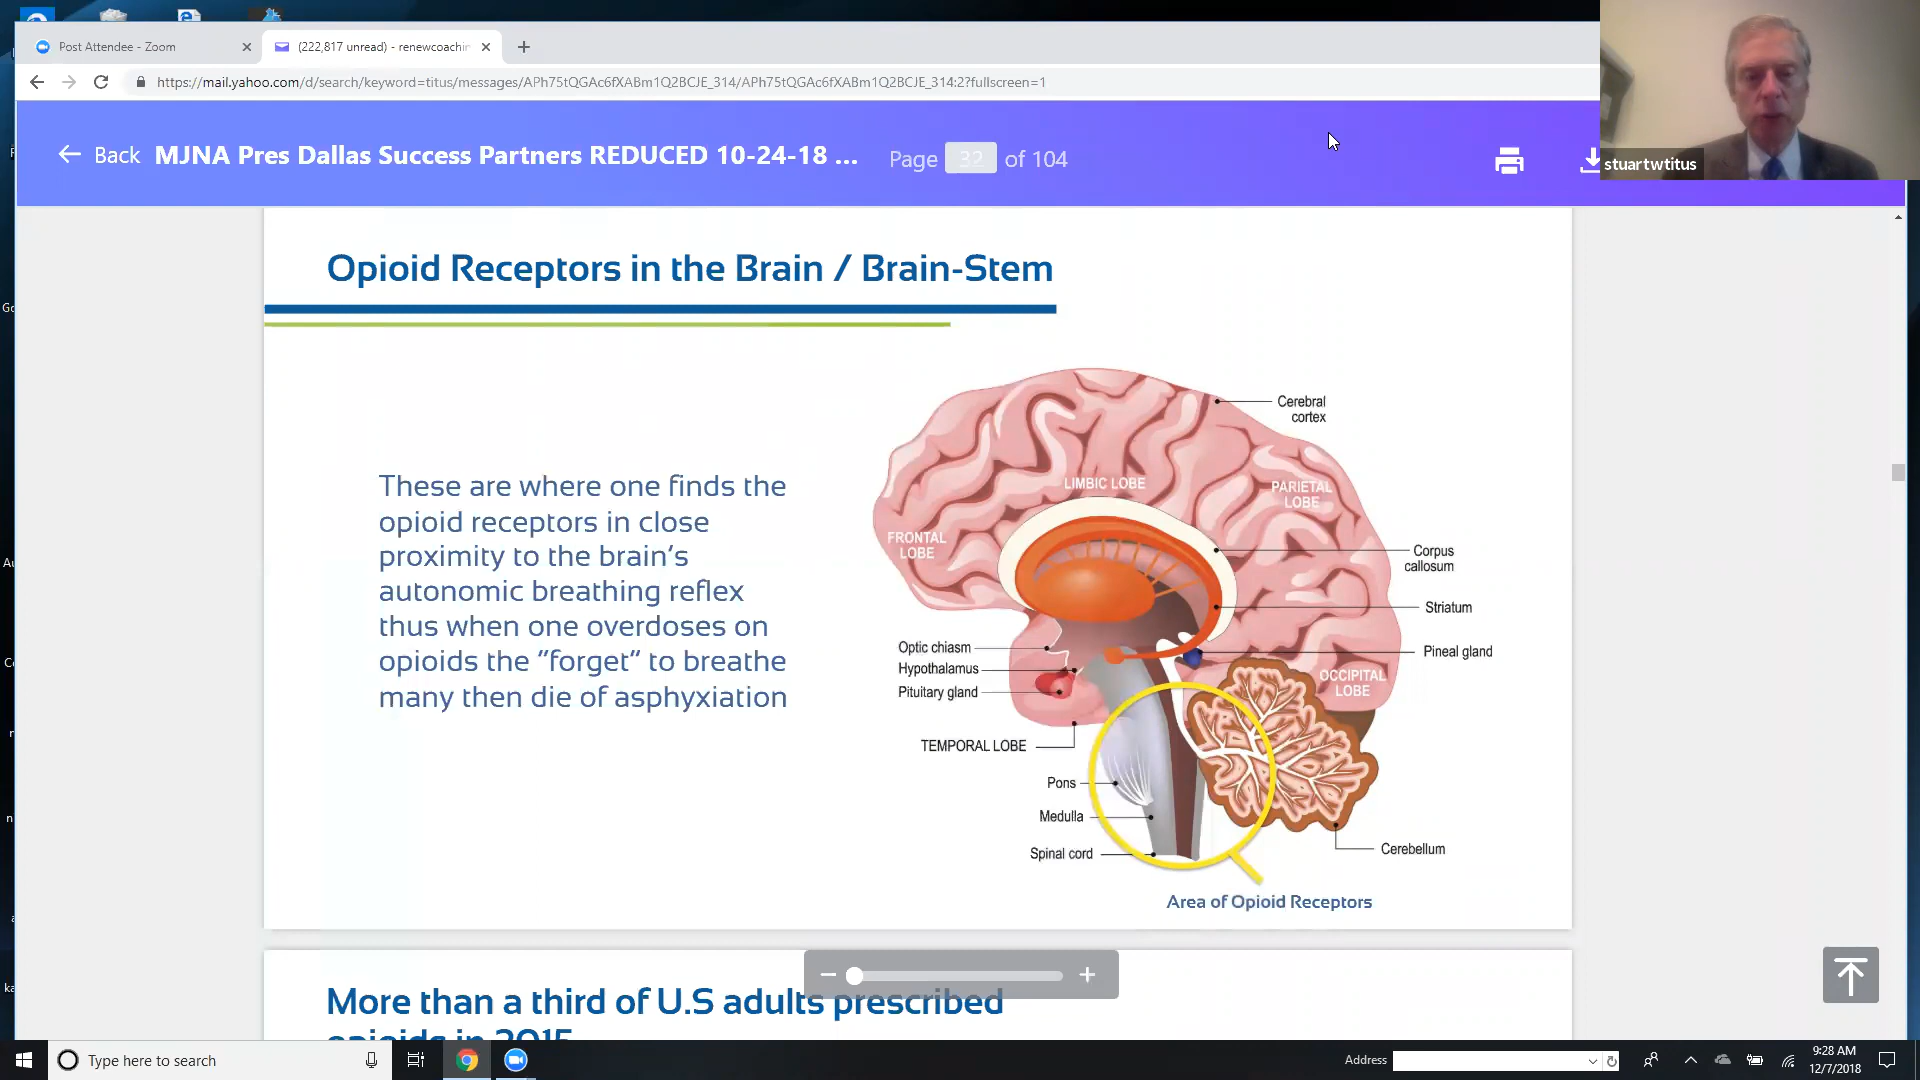 Post Attendee - Zoom
(222,817 unread) - renewcoachin
https://mail.yahoo.com/d/search/keyword=titus/messages/APh75tQGAc6fXABm1Q2BCJE_314/APh75tQGAc6fXABm1Q2BCJE_314:2?fullscreen=1
Back MJNA Pres Dallas Success Partners REDUCED 10-24-18 ... Page 32 of 104
stuartwtitus
Opioid Receptors in the Brain / Brain-Stem
These are where one finds the
opioid receptors in close
proximity to the brain's
autonomic breathing reflex
thus when one overdoses on
opioids the "forget" to breathe
many then die of asphyxiation
Cerebral
cortex
LIMBIC LOBE
PARIETAL
LOBE
FRONTAL
LOBE
Corpus
callosum
Striatum
Optic chiasm
Hypothalamus
Pituitary gland
Pineal gland
OCCIPITAL
LOBE
TEMPORAL LOBE
Pons
Medulla
Spinal cord
Cerebellum
Area of Opioid Receptors
More than a third of U.S adults prescribed
opioids in 2015
Type here to search
Address
9:28 AM
12/7/2018